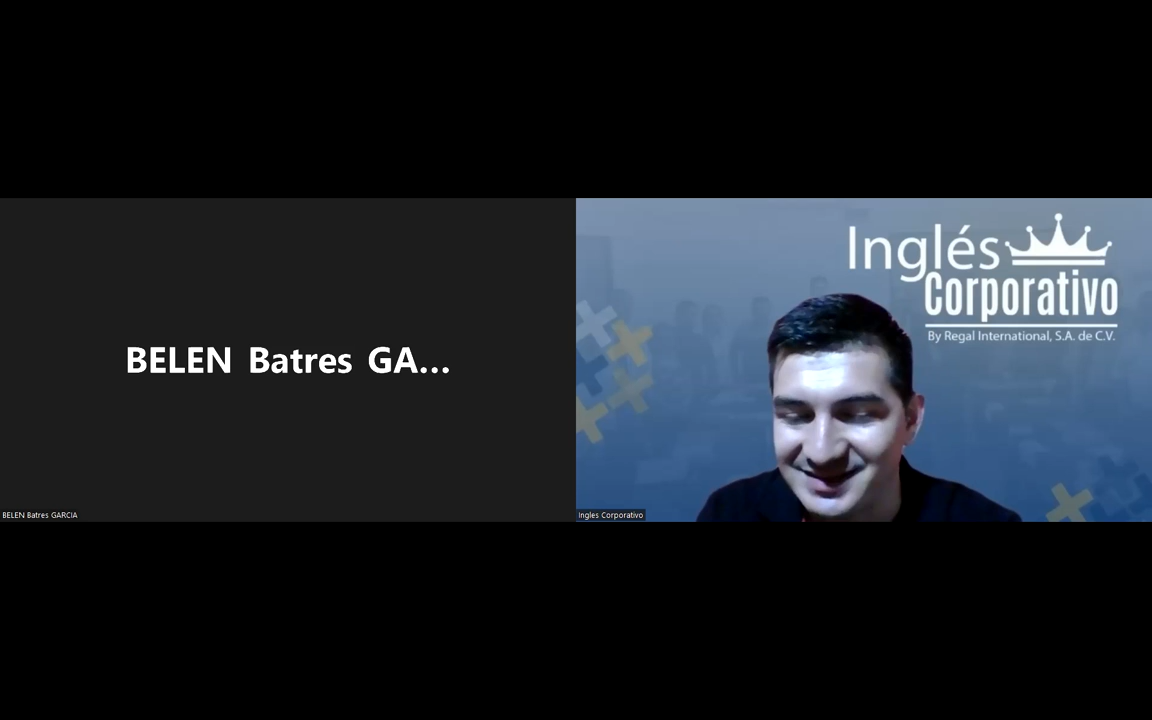 BELEN Batres GA...
BELEN Batres GARCIA
Inglés
Corporativo
By Regal International, S.A. de C.V.
Ingles Corporativo